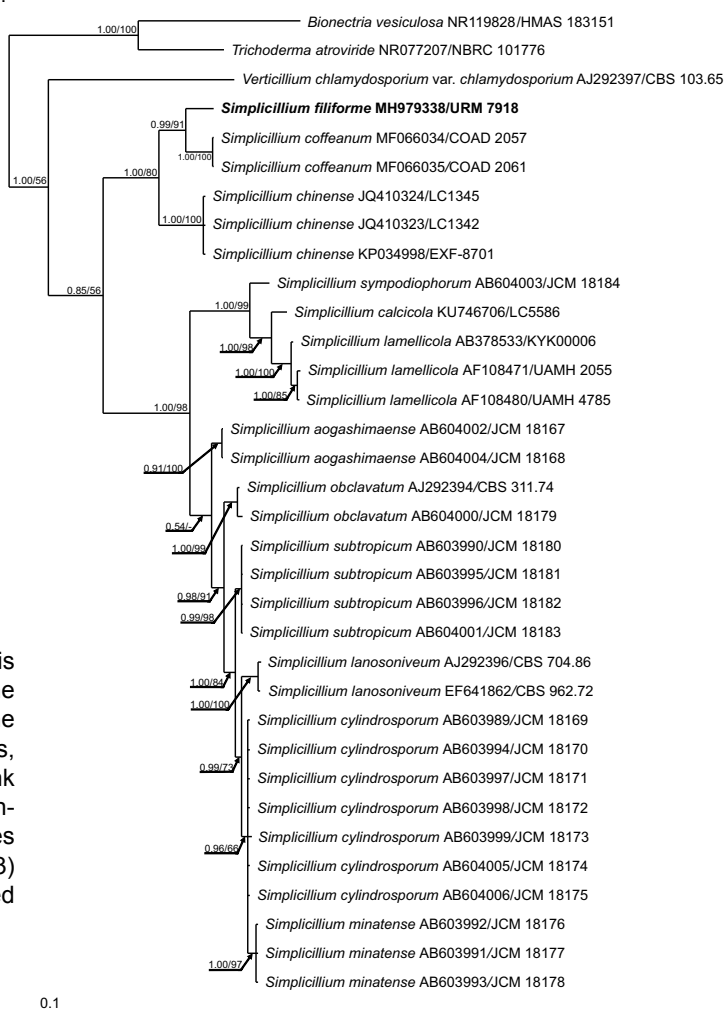 1.00/100
Bionectria vesiculosa NR119828/HMAS 183151
Trichoderma atroviride NR077207/NBRC 101776
Verticillium chlamydosporium var. chlamydosporium AJ292397/CBS 103.65
Simplicillium filiforme MH979338/URM 7918
0.99/91
Simplicillium coffeanum MF066034/COAD 2057
1.00/100
Simplicillium coffeanum MF066035/COAD 2061
1.00/56
1.00/80
Simplicillium chinense JQ410324/LC1345
1.00/100
Simplicillium chinense JQ410323/LC1342
Simplicillium chinense KP034998/EXF-8701
0.85/56
Simplicillium sympodiophorum AB604003/JCM 18184
1.00/99
Simplicillium calcicola KU746706/LC5586
1.00/98
Simplicillium lamellicola AB378533/KYK00006
1.00/100
Simplicillium lamellicola AF108471/UAMH 2055
1.00/85
Simplicillium lamellicola AF108480/UAMH 4785
1.00/98
Simplicillium aogashimaense AB604002/JCM 18167
Simplicillium aogashimaense AB604004/JCM 18168
0.91/100
Simplicillium obclavatum AJ292394/CBS 311.74
Simplicillium obclavatum AB604000/JCM 18179
0.54/-
1.00/99
Simplicillium subtropicum AB603990/JCM 18180
Simplicillium subtropicum AB603995/JCM 18181
0.98/91
Simplicillium subtropicum AB603996/JCM 18182
0.99/98
Simplicillium subtropicum AB604001/JCM 18183
Simplicillium lanosoniveum AJ292396/CBS 704.86
1.00/84
Simplicillium lanosoniveum EF641862/CBS 962.72
1.00/100
Simplicillium cylindrosporum AB603989/JCM 18169
Simplicillium cylindrosporum AB603994/JCM 18170
0.99/73
Simplicillium cylindrosporum AB603997/JCM 18171
Simplicillium cylindrosporum AB603998/JCM 18172
Simplicillium cylindrosporum AB603999/JCM 18173
0.96/66
Simplicillium cylindrosporum AB604005/JCM 18174
Simplicillium cylindrosporum AB604006/JCM 18175
Simplicillium minatense AB603992/JCM 18176
Simplicillium minatense AB603991/JCM 18177
1.00/97
Simplicillium minatense AB603993/JCM 18178
0.1
is
e
e
s,
nk
n-
es
3)
ed